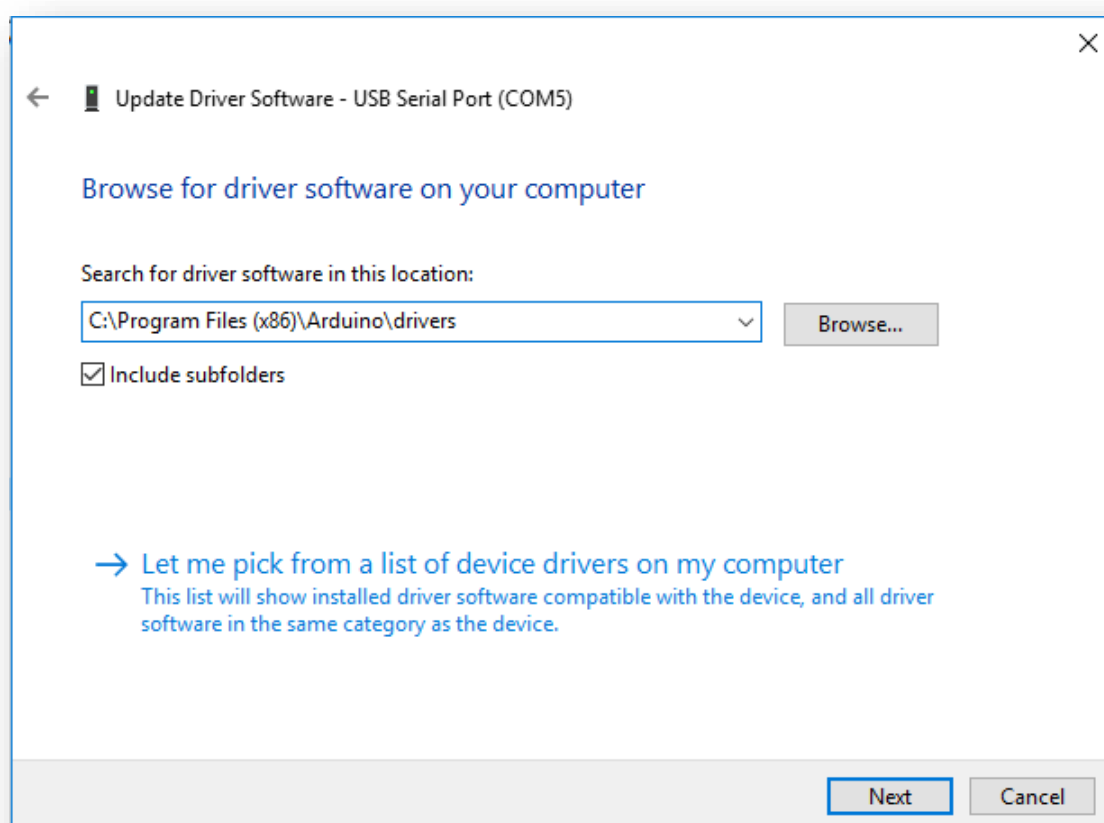 Update Driver Software - USB Serial Port (COM5)
Browse for driver software on your computer
Search for driver software in this location:
C:\Program Files (x86)\Arduino\drivers
Browse...
Include subfolders
Let me pick from a list of device drivers on my computer
This list will show installed driver software compatible with the device, and all driver
software in the same category as the device.
Next
Cancel